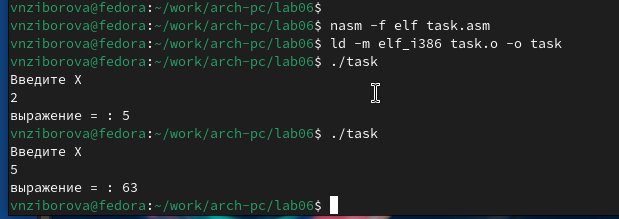 vnziborova@fedora:~/work/arch-pc/lab06$
vnziborova@fedora:~/work/arch-pc/lab06$ nasm -f elf task.asm
vnziborova@fedora:~/work/arch-pc/lab06$ ld -m elf_i386 task.o -o task
vnziborova@fedora:~/work/arch-pc/lab06$ ./task
Введите X
2
выражение = : 5
vnziborova@fedora:~/work/arch-pc/lab06$ ./task
Введите X
5
выражение = : 63
vnziborova@fedora:~/work/arch-pc/lab06$